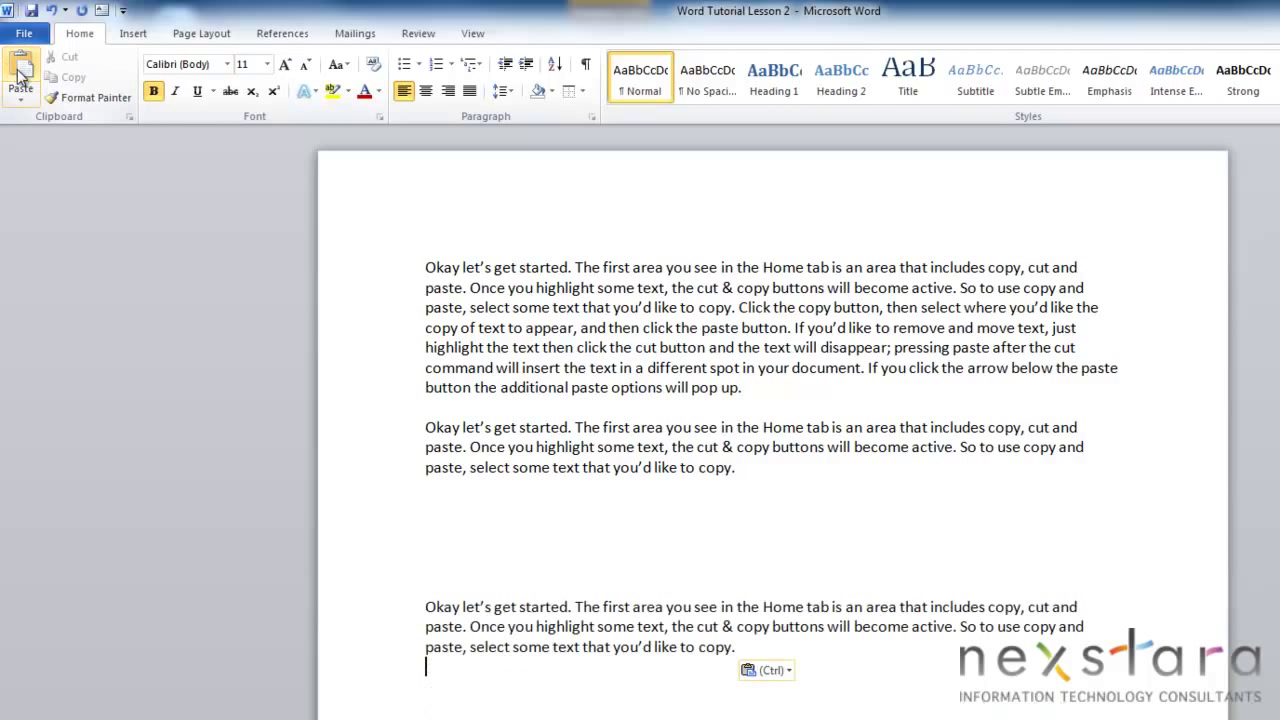 Word Tutorial Lesson 2 - Microsoft Word
File Home Insert Page Layout References Mailings Review View
Cut
Copy
Paste
Format Painter
Clipboard
Calibri (Body) 11
Aa
B I U abc x₂ x² A ab A
Font
Paragraph
AaBbCcDc AaBbCcDc AaBbC AaBbCc AaB AaBbCc. AaBbCcDc AaBbCcDc AaBbCcDc AaBbCcDc
¶ Normal ¶ No Spaci... Heading 1 Heading 2 Title Subtitle Subtle Em... Emphasis Intense E... Strong
Styles
Okay let’s get started. The first area you see in the Home tab is an area that includes copy, cut and
paste. Once you highlight some text, the cut & copy buttons will become active. So to use copy and
paste, select some text that you’d like to copy. Click the copy button, then select where you’d like the
copy of text to appear, and then click the paste button. If you’d like to remove and move text, just
highlight the text then click the cut button and the text will disappear; pressing paste after the cut
command will insert the text in a different spot in your document. If you click the arrow below the paste
button the additional paste options will pop up.
Okay let’s get started. The first area you see in the Home tab is an area that includes copy, cut and
paste. Once you highlight some text, the cut & copy buttons will become active. So to use copy and
paste, select some text that you’d like to copy.
Okay let’s get started. The first area you see in the Home tab is an area that includes copy, cut and
paste. Once you highlight some text, the cut & copy buttons will become active. So to use copy and
paste, select some text that you’d like to copy.
(Ctrl)
nexstara
INFORMATION TECHNOLOGY CONSULTANTS